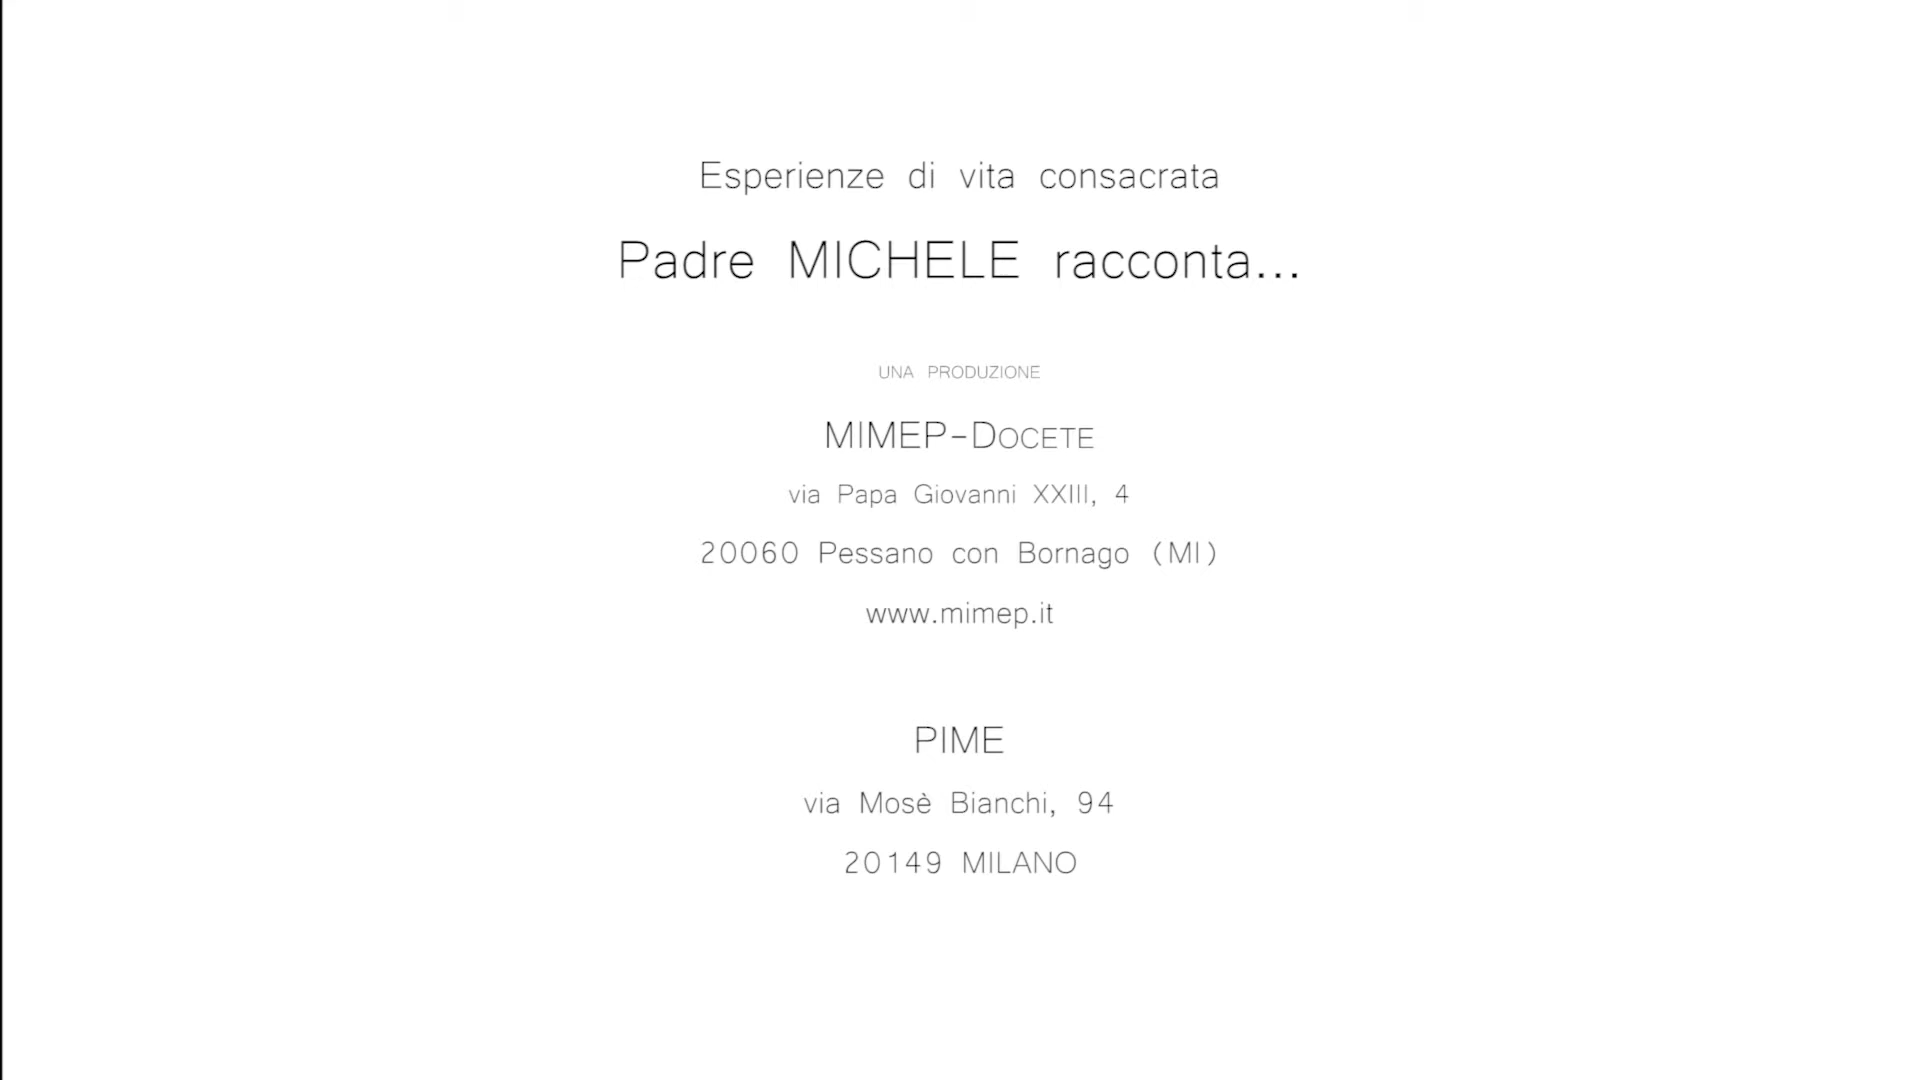 Esperienze di vita consacrata
Padre MICHELE racconta...
UNA PRODUZIONE
MIMEP-DOCETE
via Papa Giovanni XXIII, 4
20060 Pessano con Bornago (MI)
www.mimep.it
PIME
via Mosè Bianchi, 94
20149 MILANO